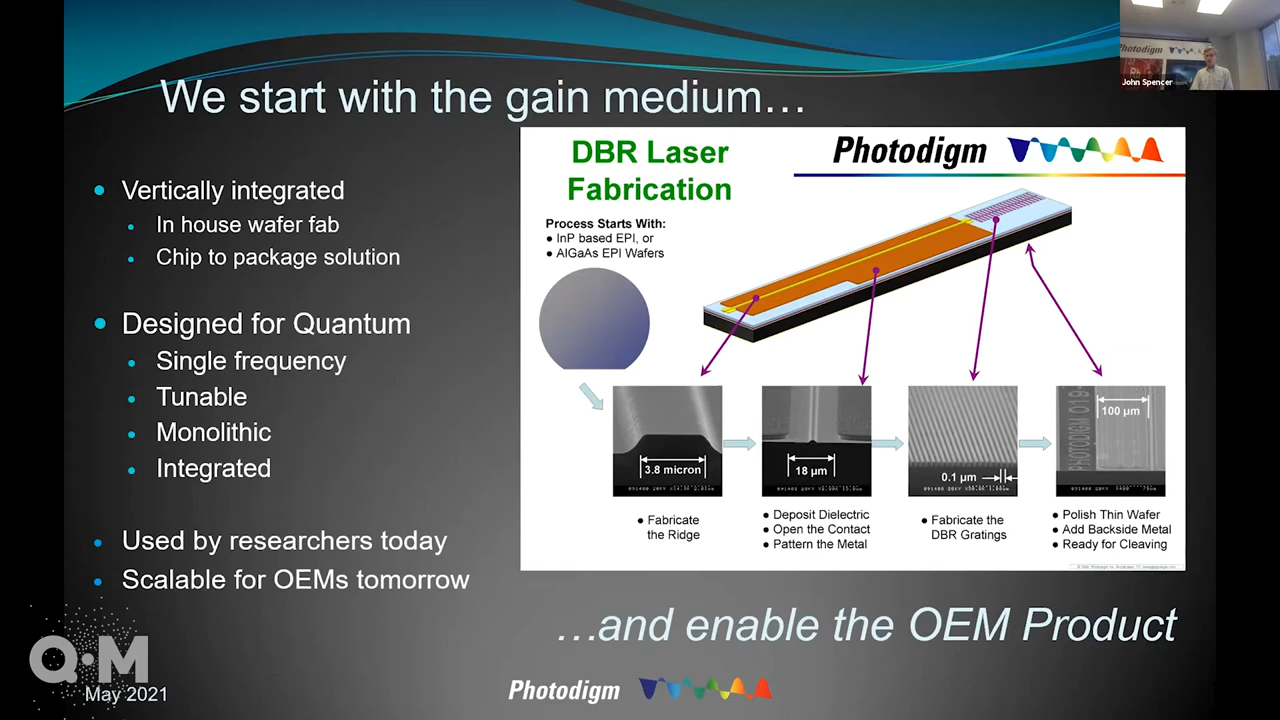 We start with the gain medium…
Photodigm
John Spencer
Vertically integrated
In house wafer fab
Chip to package solution
Designed for Quantum
Single frequency
Tunable
Monolithic
Integrated
Used by researchers today
Scalable for OEMs tomorrow
DBR Laser
Fabrication
Photodigm
Process Starts With:
● InP based EPI, or
● AlGaAs EPI Wafers
3.8 micron
18 µm
0.1 µm
PHOTODIGM 019
100 µm
● Fabricate
the Ridge
● Deposit Dielectric
● Open the Contact
● Pattern the Metal
● Fabricate the
DBR Gratings
● Polish Thin Wafer
● Add Backside Metal
● Ready for Cleaving
…and enable the OEM Product
Q·M
May 2021
Photodigm